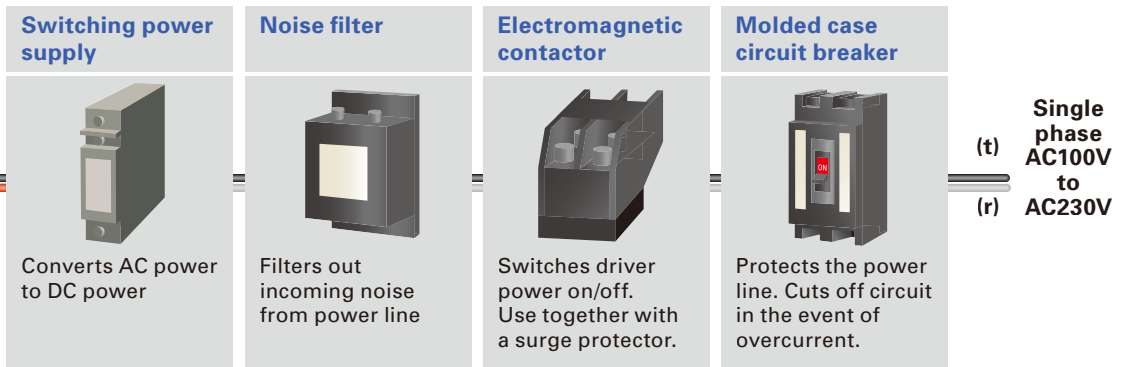 Switching power
supply
Converts AC power
to DC power
Noise filter
Filters out
incoming noise
from power line
Electromagnetic
contactor
Switches driver
power on/off.
Use together with
a surge protector.
Molded case
circuit breaker
ON
Protects the power
line. Cuts off circuit
in the event of
overcurrent.
(t)
(r)
Single
phase
AC100V
to
AC230V